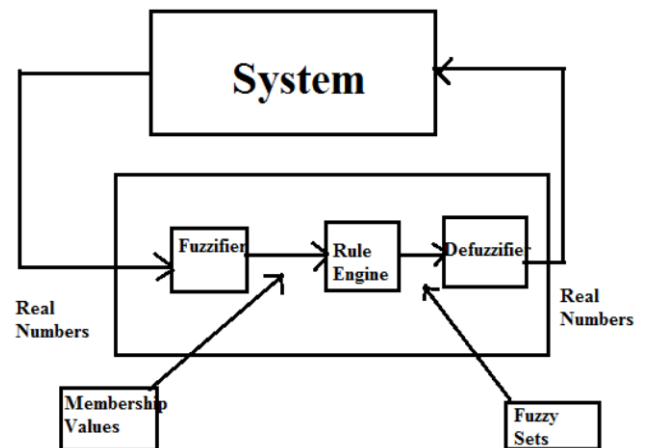 System
Fuzzifier
Rule
Engine
Defuzzifier
Real
Numbers
Real
Numbers
Membership
Values
Fuzzy
Sets